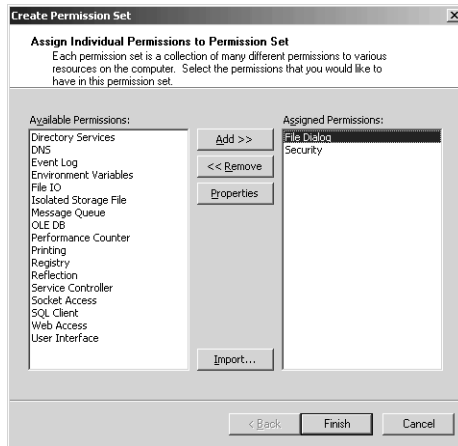 Create Permission Set
Assign Individual Permissions to Permission Set
Each permission set is a collection of many different permissions to various
resources on the computer. Select the permissions that you would like to
have in this permission set.
Available Permissions:
Directory Services
DNS
Event Log
Environment Variables
File IO
Isolated Storage File
Message Queue
OLE DB
Performance Counter
Printing
Registry
Reflection
Service Controller
Socket Access
SQL Client
Web Access
User Interface
Add >>
<< Remove
Properties
Import...
Assigned Permissions:
File Dialog
Security
< Back
Finish
Cancel